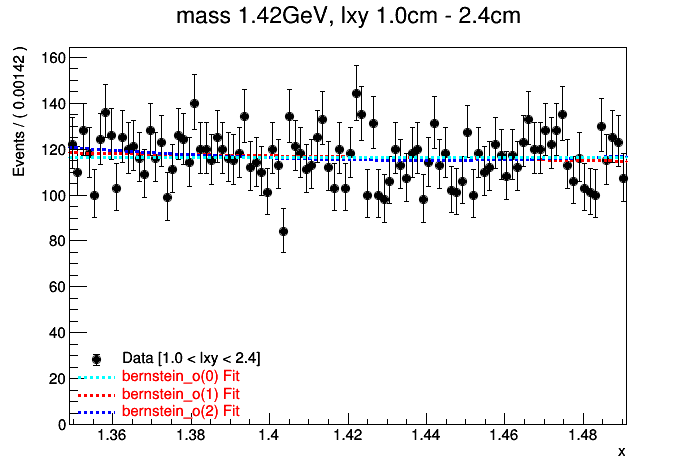 mass 1.42GeV, lxy 1.0cm - 2.4cm
Events / ( 0.00142 )
160
140
120
100
80
60
40
20
0
Data [1.0 < lxy < 2.4]
bernstein_o(0) Fit
bernstein_o(1) Fit
bernstein_o(2) Fit
1.36 1.38 1.4 1.42 1.44 1.46 1.48
x